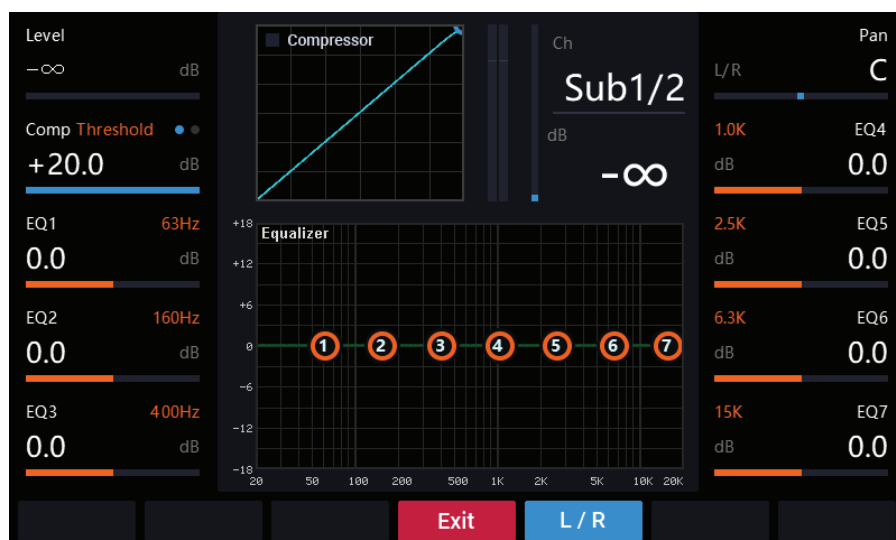 Level
-∞ dB
Comp Threshold
+20.0 dB
EQ1 63Hz
0.0 dB
EQ2 160Hz
0.0 dB
EQ3 400Hz
0.0 dB
Compressor
Ch
Sub1/2
dB
-∞
Equalizer
+18
+12
+6
0
-6
-12
-18
1 2 3 4 5 6 7
20 50 100 200 500 1K 2K 5K 10K 20K
Pan
L/R C
1.0K EQ4
dB 0.0
2.5K EQ5
dB 0.0
6.3K EQ6
dB 0.0
15K EQ7
dB 0.0
Exit
L / R